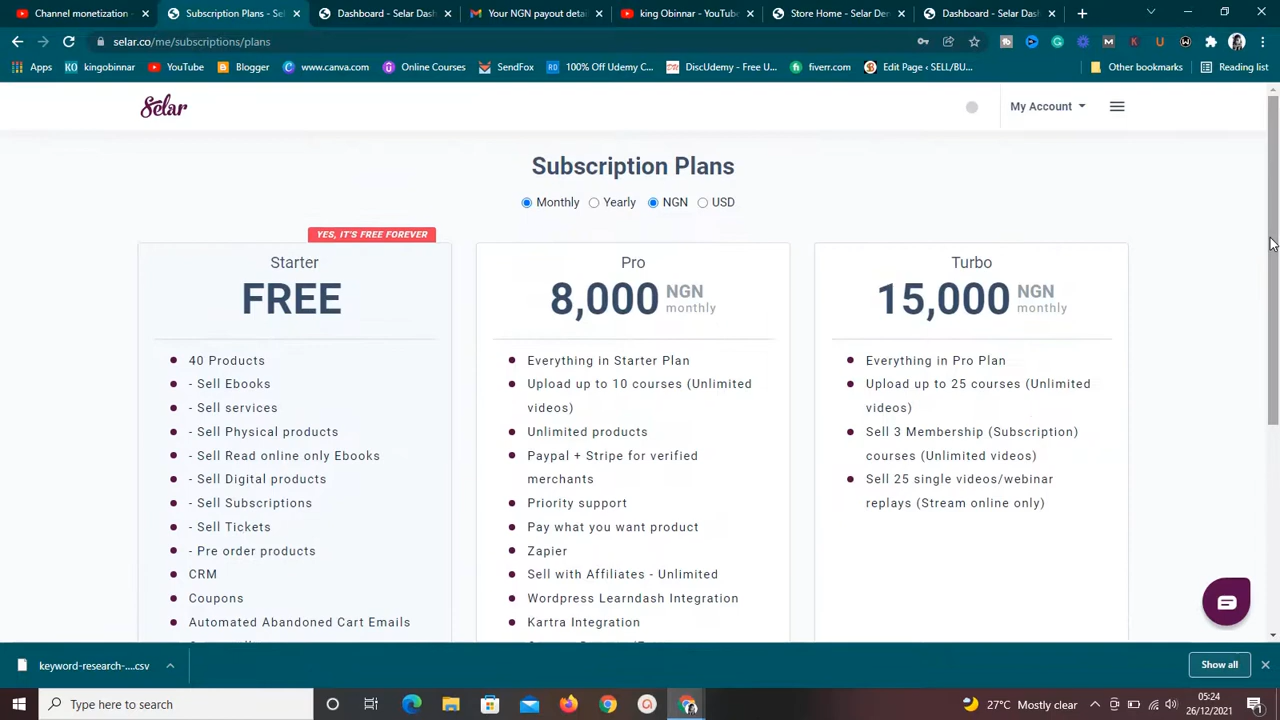 Channel monetization -
Subscription Plans - Sel
Dashboard - Selar Das
Your NGN payout deta
king Obinnar - YouTub
Store Home - Selar Der
Dashboard - Selar Das
selar.co/me/subscriptions/plans
Apps
kingobinnar
YouTube
Blogger
www.canva.com
Online Courses
SendFox
100% Off Udemy C...
DiscUdemy - Free U...
fiverr.com
Edit Page ‹ SELL/BU...
Other bookmarks
Reading list
Selar
My Account
Subscription Plans
Monthly Yearly NGN USD
YES, IT'S FREE FOREVER
Starter
FREE
40 Products
- Sell Ebooks
- Sell services
- Sell Physical products
- Sell Read online only Ebooks
- Sell Digital products
- Sell Subscriptions
- Sell Tickets
- Pre order products
CRM
Coupons
Automated Abandoned Cart Emails
Pro
8,000 NGN
monthly
Everything in Starter Plan
Upload up to 10 courses (Unlimited
videos)
Unlimited products
Paypal + Stripe for verified
merchants
Priority support
Pay what you want product
Zapier
Sell with Affiliates - Unlimited
Wordpress Learndash Integration
Kartra Integration
Turbo
15,000 NGN
monthly
Everything in Pro Plan
Upload up to 25 courses (Unlimited
videos)
Sell 3 Membership (Subscription)
courses (Unlimited videos)
Sell 25 single videos/webinar
replays (Stream online only)
keyword-research-....csv
Show all
Type here to search
27°C Mostly clear
05:24
26/12/2021